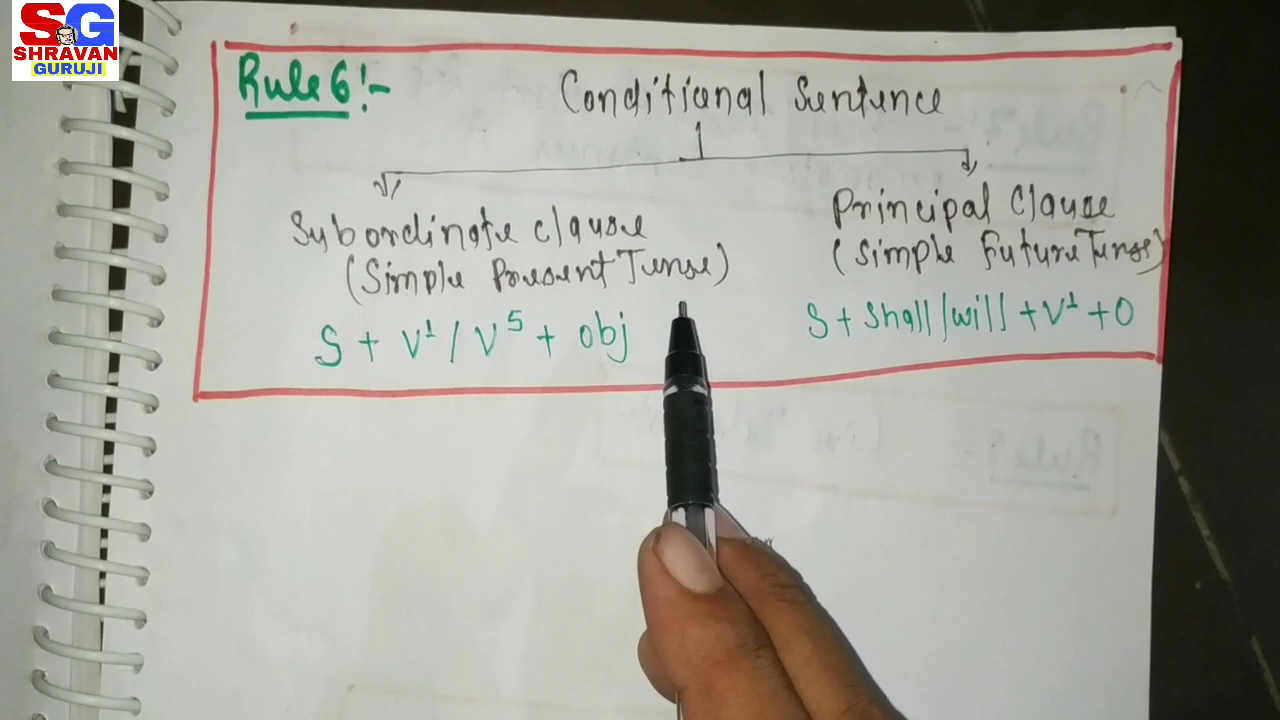 SG
SHRAVAN
GURUJI
Rule 6:-
Conditional Sentence
Subordinate clause
(Simple Present Tense)
S + V¹ / V⁵ + obj
Principal Clause
(Simple Future Tense)
S + Shall/will + V¹ + O